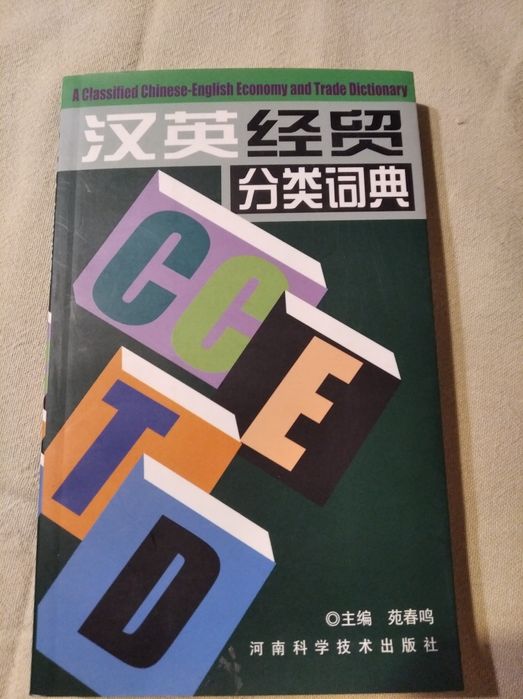 A Classified Chinese-English Economy and Trade Dictionary
汉英经贸
分类词典
CC
E
T
D
◎主编 苑春鸣
河南科学技术出版社